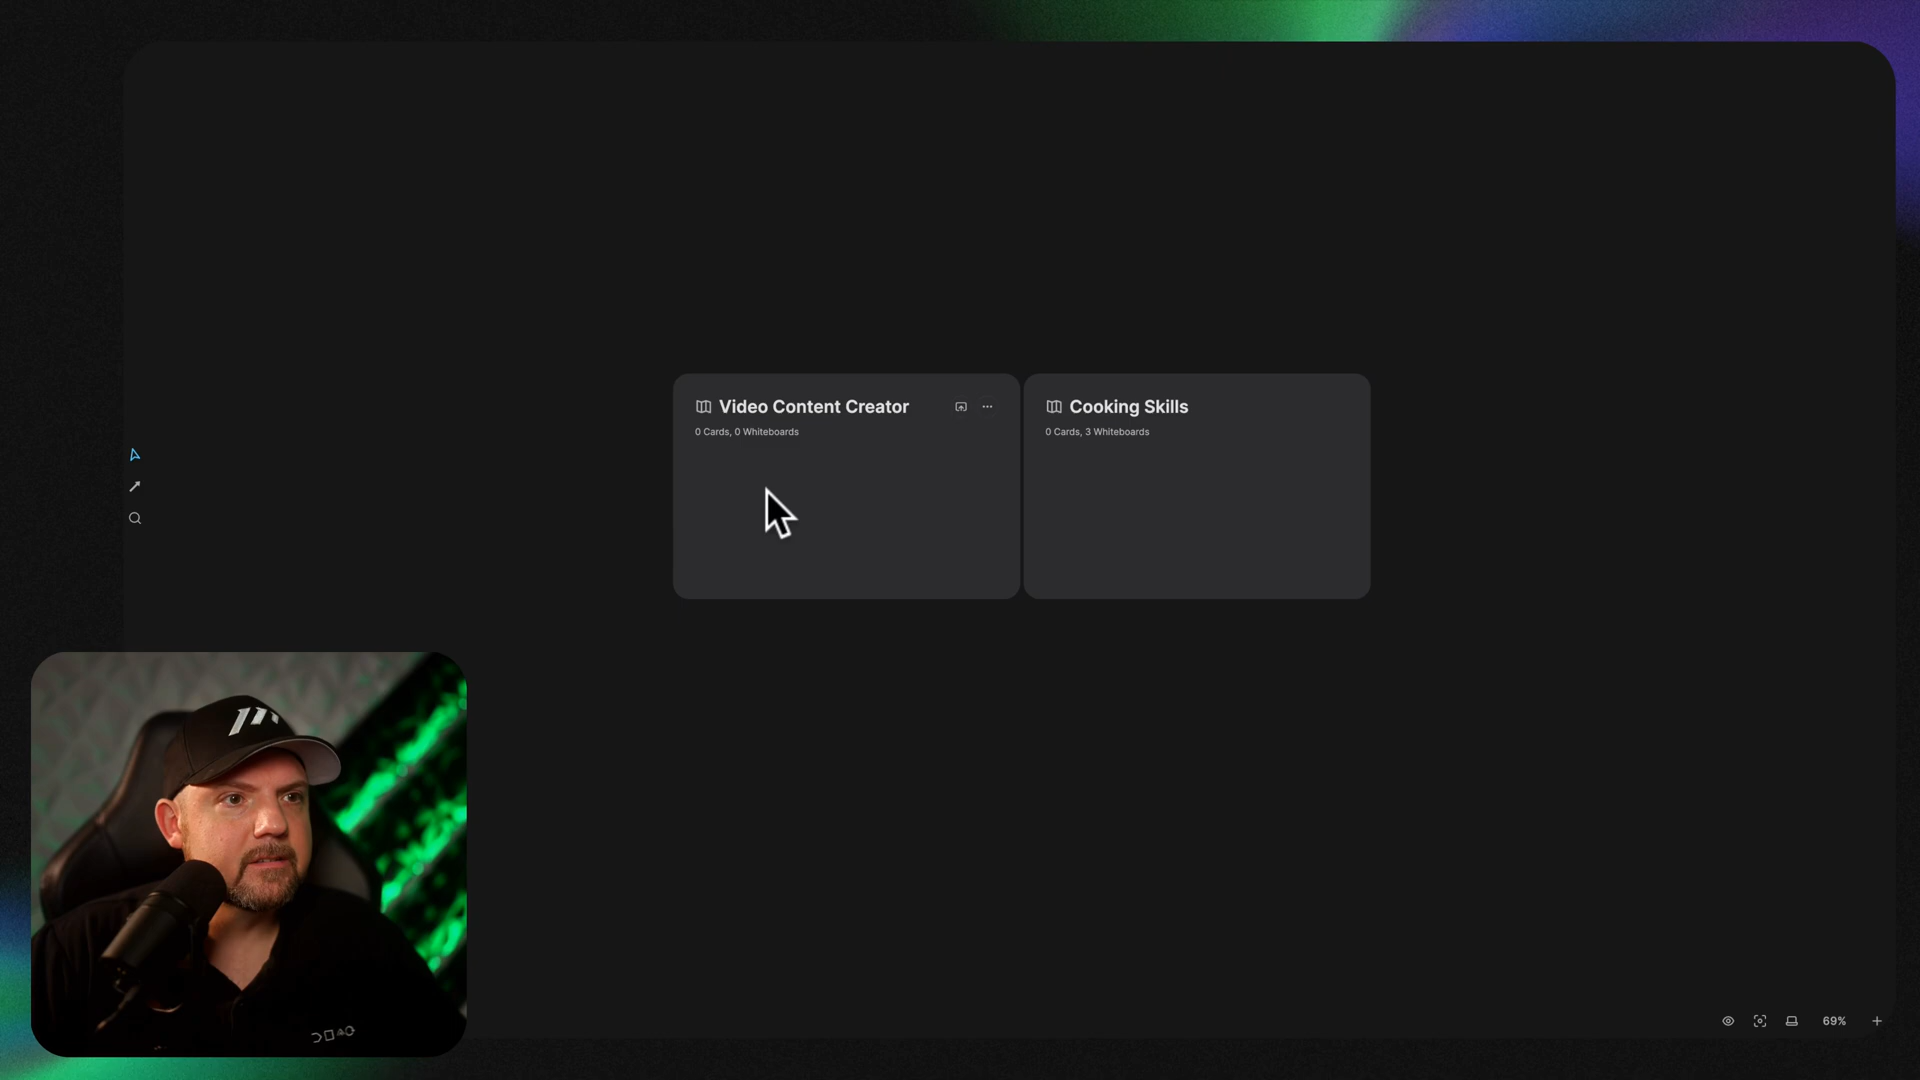 Video Content Creator
0 Cards, 0 Whiteboards
Cooking Skills
0 Cards, 3 Whiteboards
69%